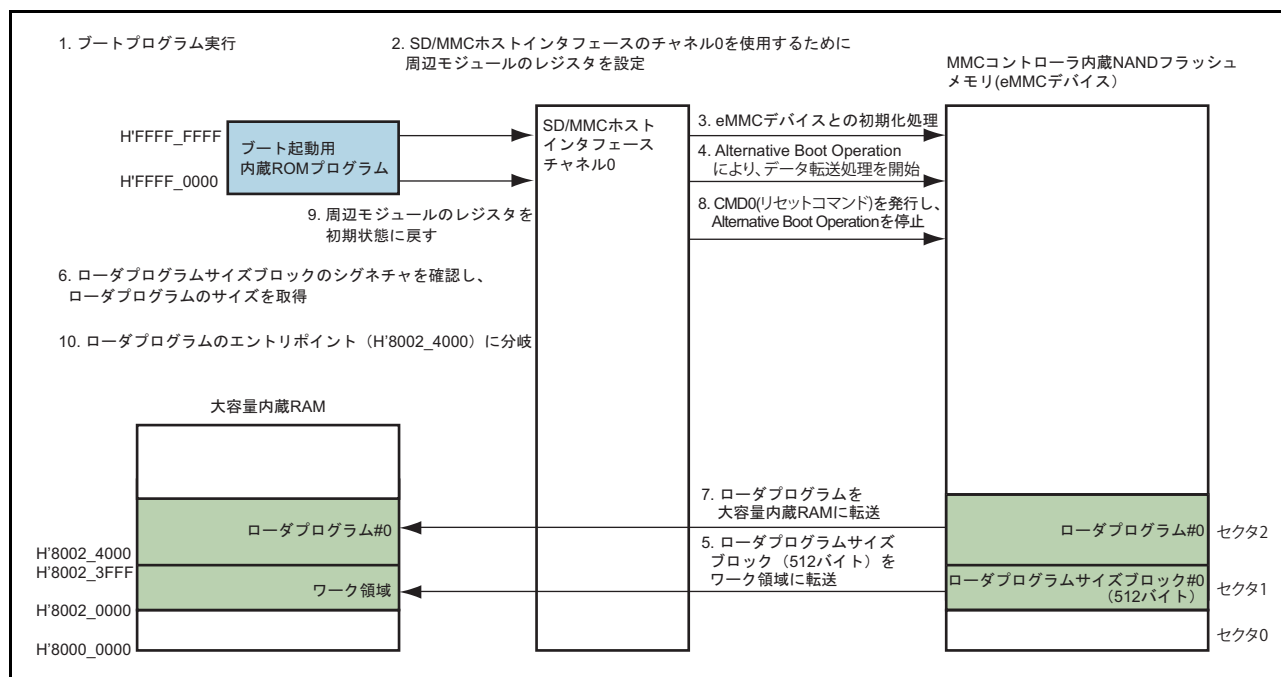 1. ブートプログラム実行
2. SD/MMCホストインタフェースのチャネル0を使用するために
周辺モジュールのレジスタを設定
MMCコントローラ内蔵NANDフラッシュ
メモリ(eMMCデバイス）
H'FFFF_FFFF
H'FFFF_0000
ブート起動用
内蔵ROMプログラム
SD/MMCホスト
インタフェース
チャネル0
3. eMMCデバイスとの初期化処理
4. Alternative Boot Operation
により、データ転送処理を開始
8. CMD0(リセットコマンド)を発行し、
Alternative Boot Operationを停止
9. 周辺モジュールのレジスタを
初期状態に戻す
6. ローダプログラムサイズブロックのシグネチャを確認し、
ローダプログラムのサイズを取得
10. ローダプログラムのエントリポイント（H'8002_4000）に分岐
大容量内蔵RAM
7. ローダプログラムを
大容量内蔵RAMに転送
ローダプログラム#0
ローダプログラム#0
セクタ2
H'8002_4000
H'8002_3FFF
5. ローダプログラムサイズ
ブロック（512バイト）を
ワーク領域に転送
ワーク領域
ローダプログラムサイズブロック#0
（512バイト）
セクタ1
H'8002_0000
セクタ0
H'8000_0000